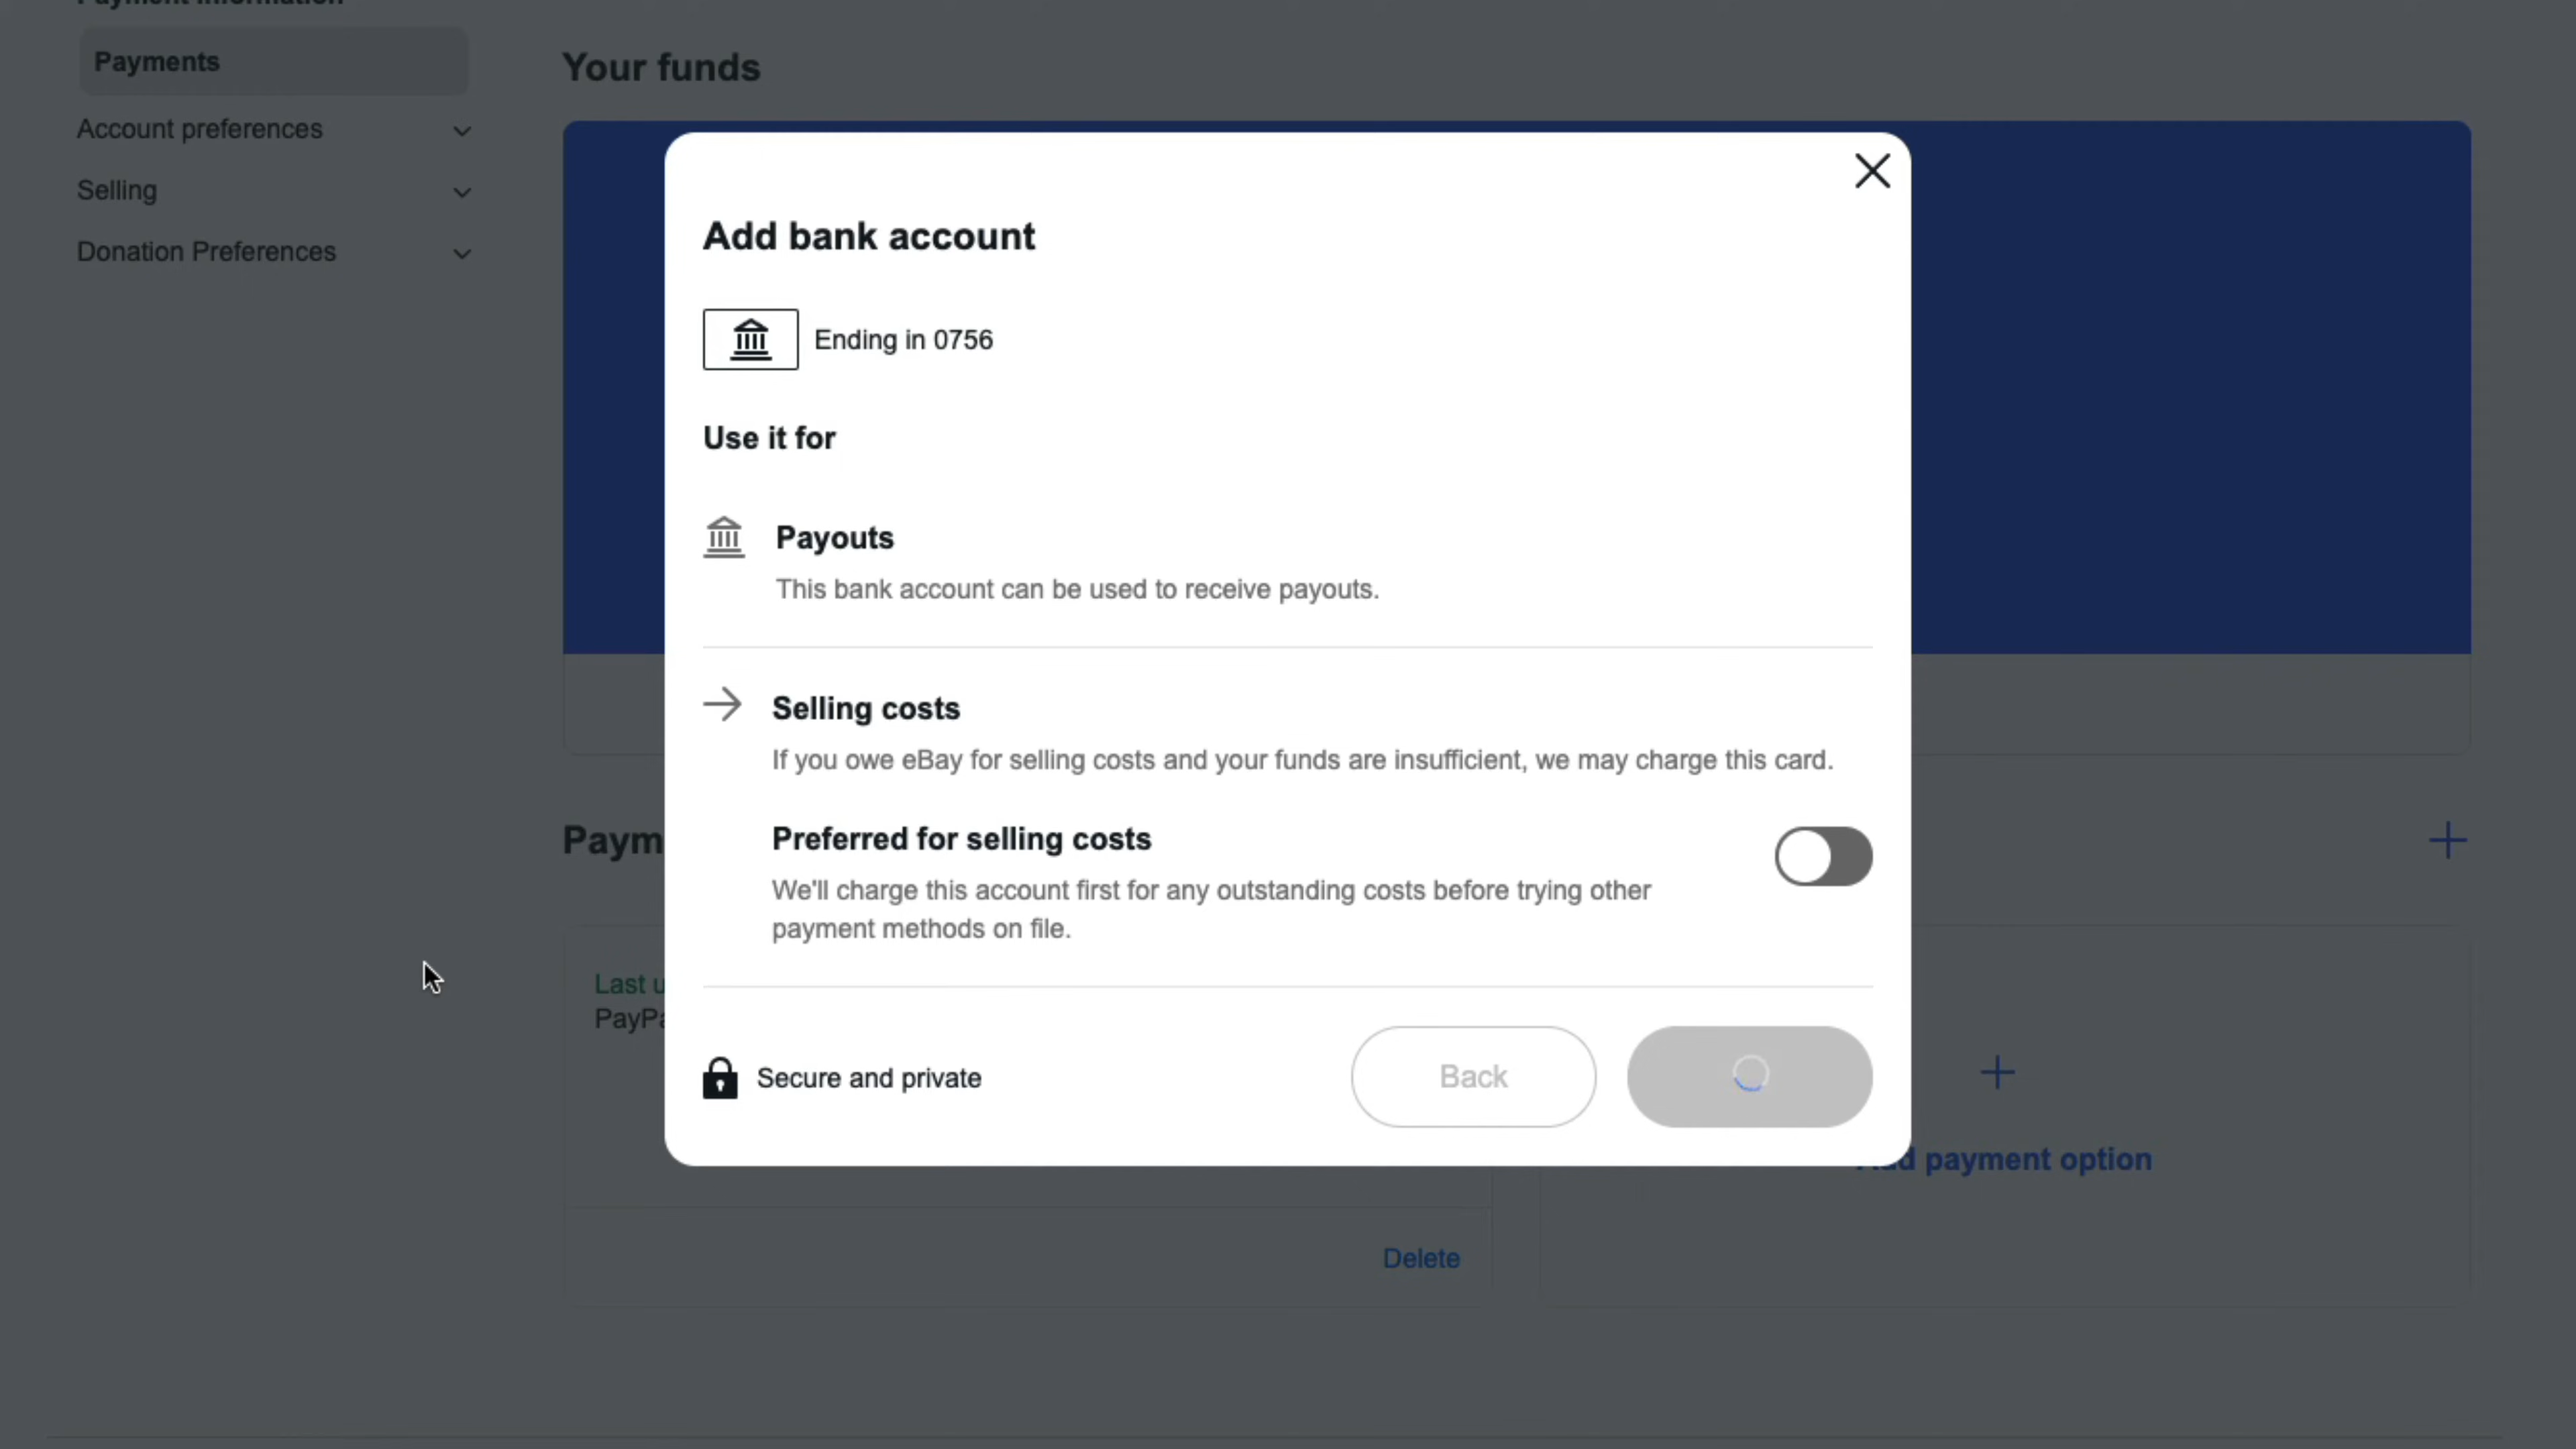 Payment Information
Payments
Account preferences
Selling
Donation Preferences
Your funds
Add bank account
Ending in 0756
Use it for
Payouts
This bank account can be used to receive payouts.
Selling costs
If you owe eBay for selling costs and your funds are insufficient, we may charge this card.
Preferred for selling costs
We'll charge this account first for any outstanding costs before trying other
payment methods on file.
Secure and private
Back
payment option
Delete